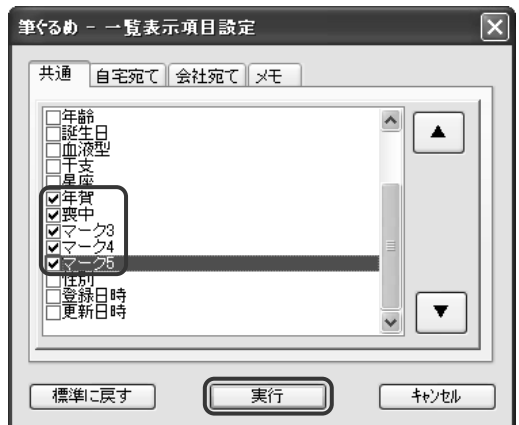 筆ぐるめ - 一覧表示項目設定
共通
自宅宛て
会社宛て
メモ
年齢
誕生日
血液型
干支
星座
年賀
喪中
マーク3
マーク4
マーク5
性別
登録日時
更新日時
標準に戻す
実行
キャンセル